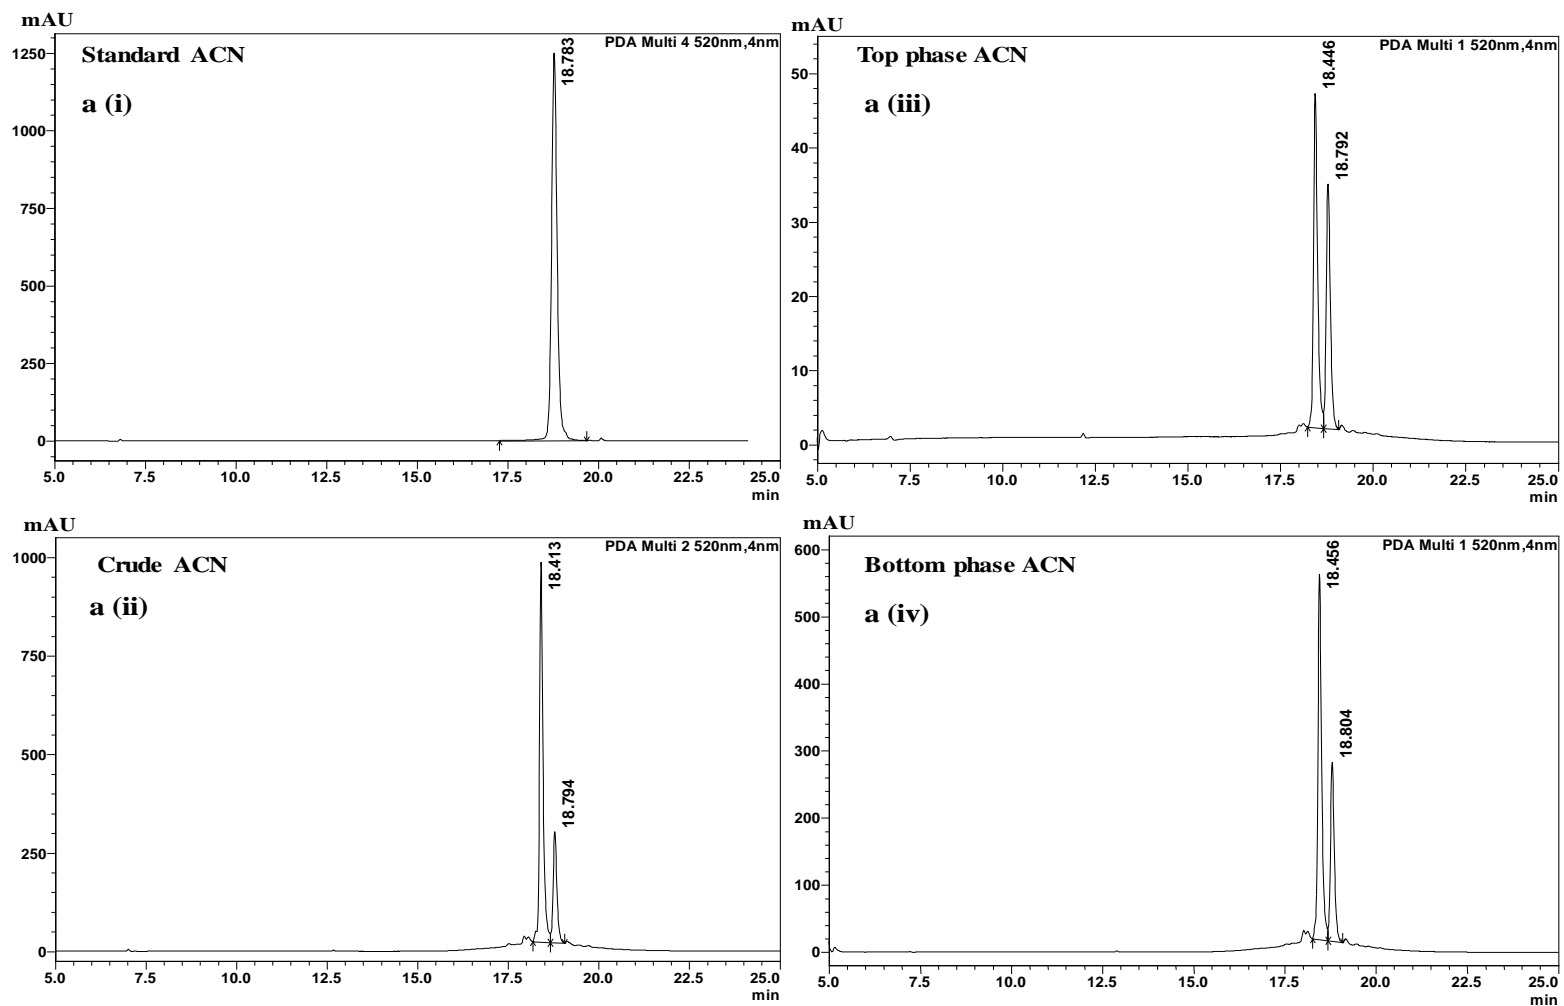 mAU
Standard ACN
a (i)
PDA Multi 4 520nm,4nm
18.783
1250
1000
750
500
250
0
5.0 7.5 10.0 12.5 15.0 17.5 20.0 22.5 25.0
min
mAU
Top phase ACN
a (iii)
PDA Multi 1 520nm,4nm
18.446
18.792
50
40
30
20
10
0
5.0 7.5 10.0 12.5 15.0 17.5 20.0 22.5 25.0
min
mAU
Crude ACN
a (ii)
PDA Multi 2 520nm,4nm
18.413
18.794
1000
750
500
250
0
5.0 7.5 10.0 12.5 15.0 17.5 20.0 22.5 25.0
min
mAU
Bottom phase ACN
a (iv)
PDA Multi 1 520nm,4nm
18.456
18.804
600
500
400
300
200
100
0
5.0 7.5 10.0 12.5 15.0 17.5 20.0 22.5 25.0
min